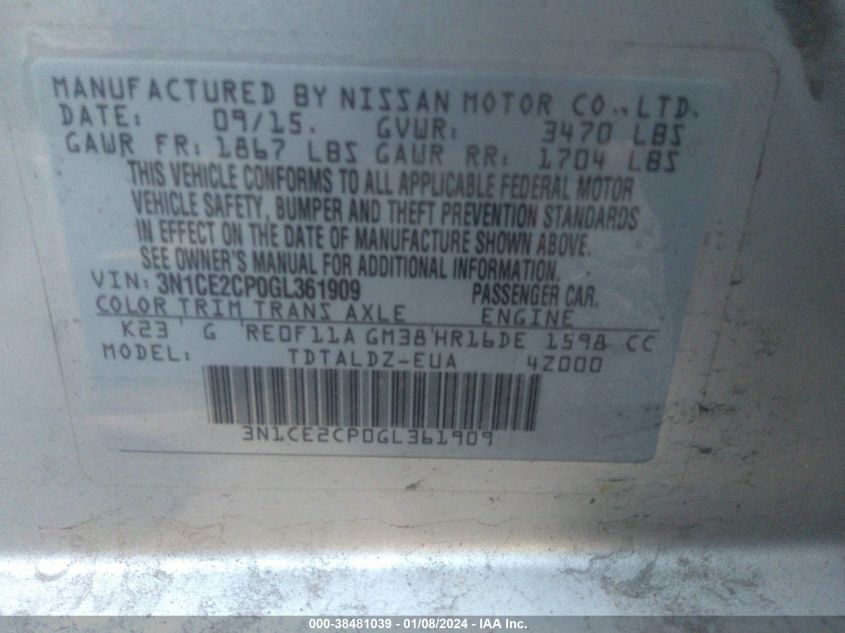 MANUFACTURED BY NISSAN MOTOR CO., LTD.
DATE: 09/15. GVWR: 3470 LBS
GAWR FR: 1867 LBS GAWR RR: 1704 LBS
THIS VEHICLE CONFORMS TO ALL APPLICABLE FEDERAL MOTOR
VEHICLE SAFETY, BUMPER AND THEFT PREVENTION STANDARDS
IN EFFECT ON THE DATE OF MANUFACTURE SHOWN ABOVE.
SEE OWNER'S MANUAL FOR ADDITIONAL INFORMATION.
VIN: 3N1CE2CP0GL361909 PASSENGER CAR.
COLOR TRIM TRANS AXLE ENGINE
K23 G RE0F11A GM38 HR16DE 1598 CC
MODEL: TDTALDZ-EUA 4Z000
3N1CE2CP0GL361909
000-38481039 - 01/08/2024 - IAA Inc.